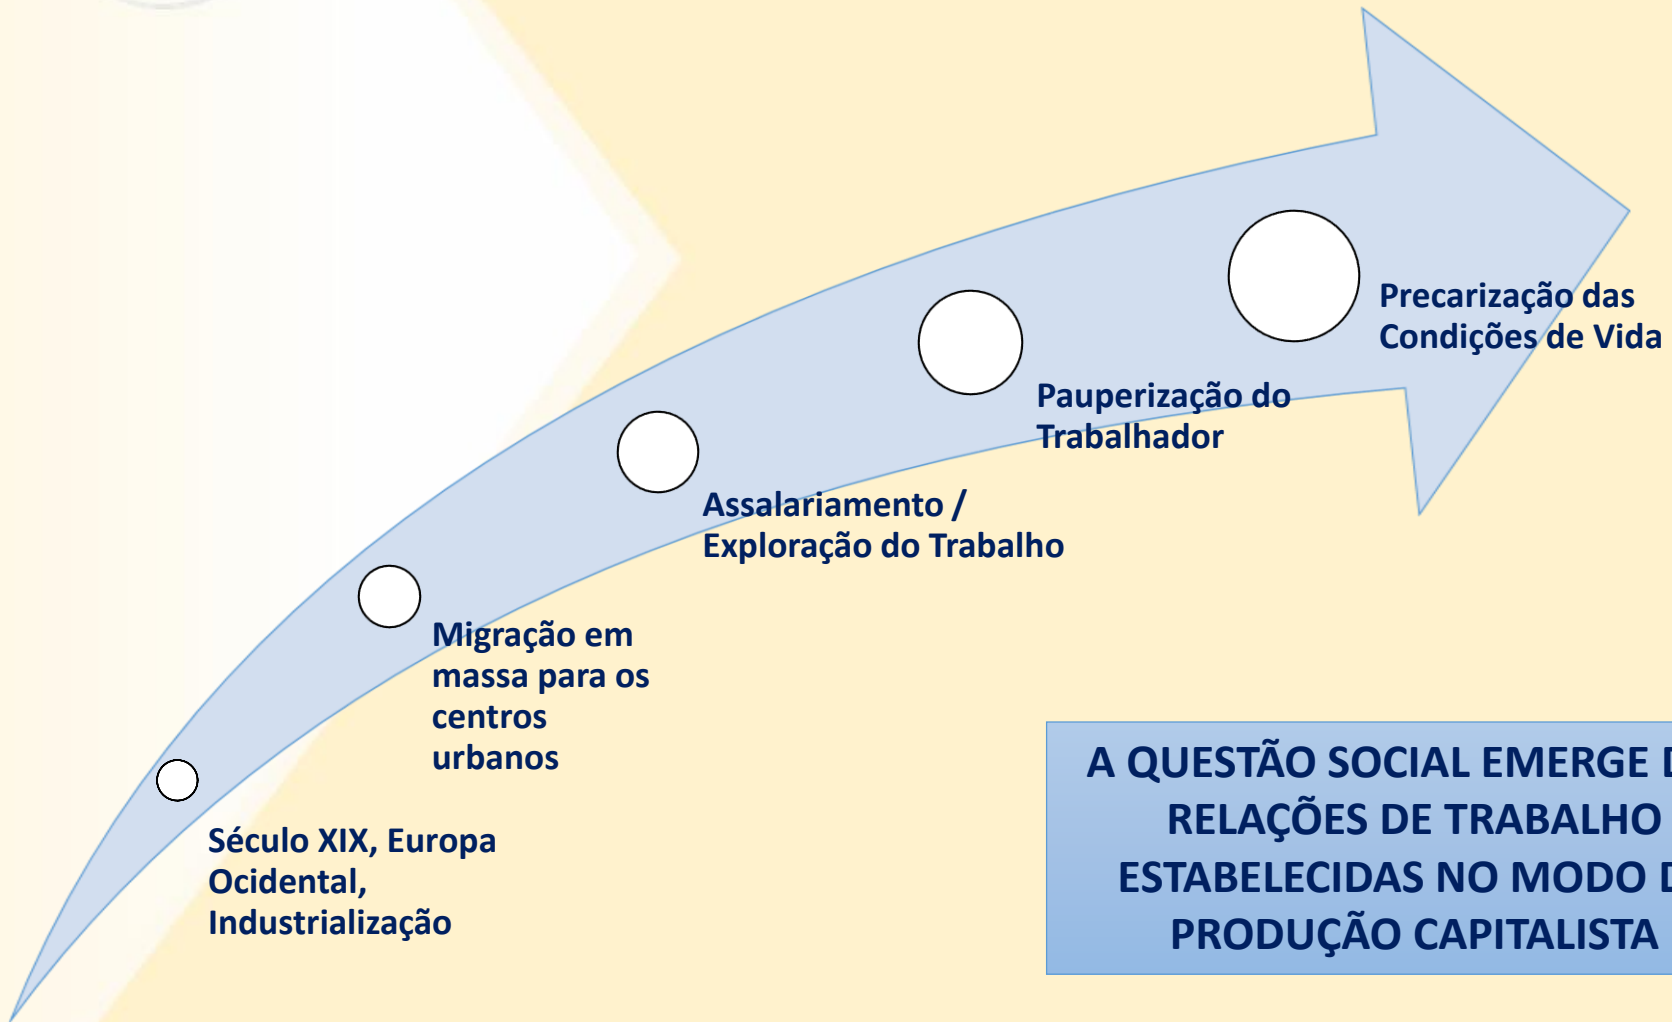 Precarização das
Condições de Vida
Pauperização do
Trabalhador
Assalariamento /
Exploração do Trabalho
Migração em
massa para os
centros
urbanos
Século XIX, Europa
Ocidental,
Industrialização
A QUESTÃO SOCIAL EMERGE
RELAÇÕES DE TRABALHO
ESTABELECIDAS NO MODO
PRODUÇÃO CAPITALISTA